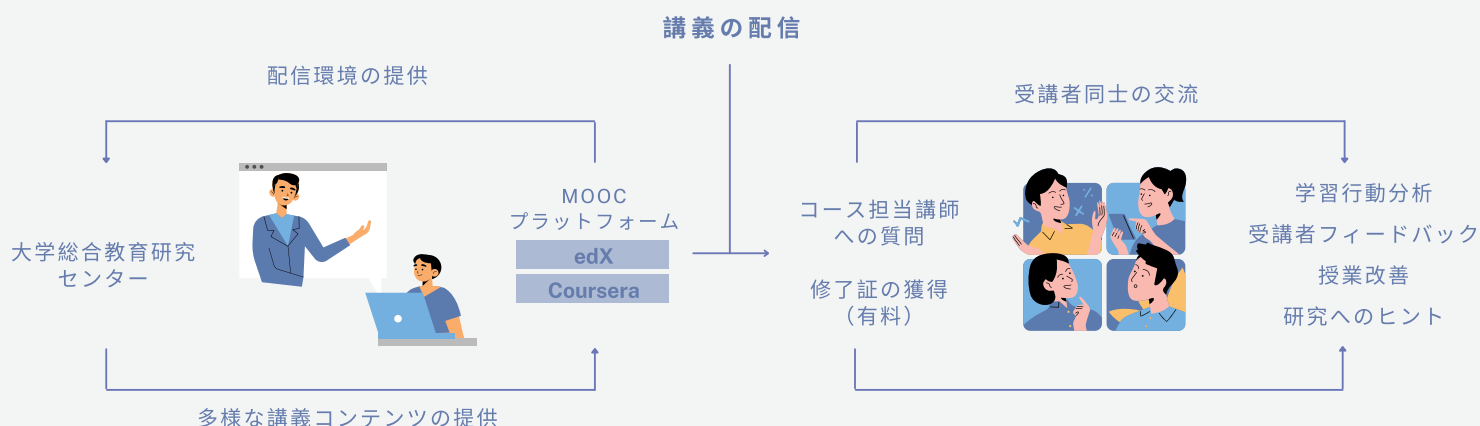 講義の配信
配信環境の提供
受講者同士の交流
大学総合教育研究
センター
MOOC
プラットフォーム
edX
Coursera
コース担当講師
への質問
修了証の獲得
（有料）
学習行動分析
受講者フィードバック
授業改善
研究へのヒント
多様な講義コンテンツの提供